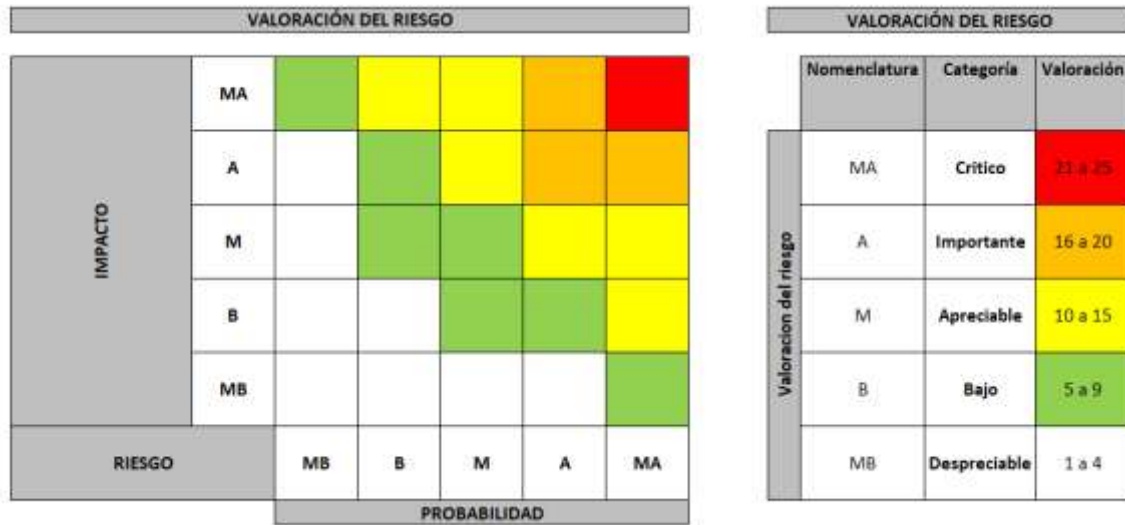 VALORACIÓN DEL RIESGO
IMPACTO
MA
A
M
B
MB
RIESGO
MB B M A MA
PROBABILIDAD
VALORACIÓN DEL RIESGO
Nomenclatura Categoría Valoración
Valoracion del riesgo
MA Critico 21 a 25
A Importante 16 a 20
M Apreciable 10 a 15
B Bajo 5 a 9
MB Despreciable 1 a 4